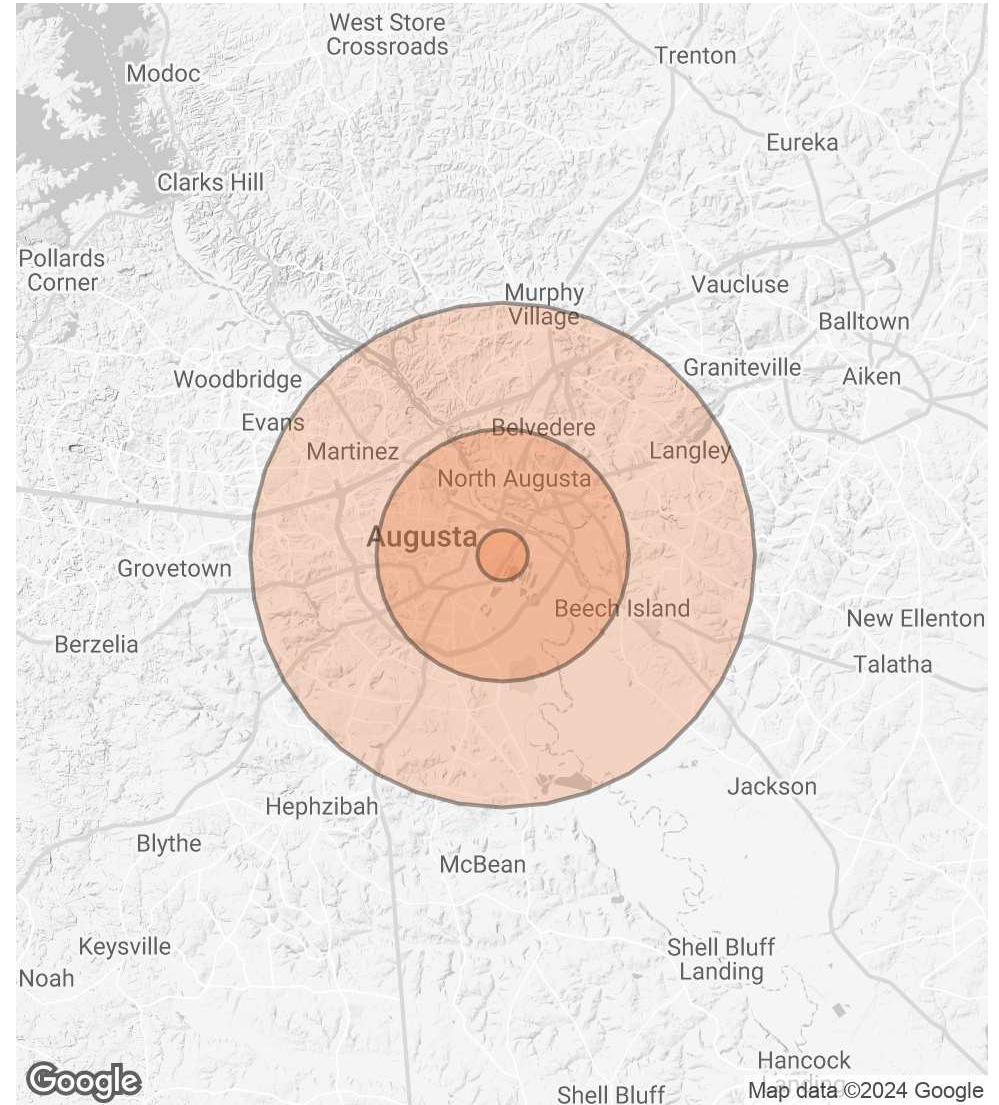 West Store
Crossroads
Trenton
Modoc
Eureka
Clarks Hill
Pollards
Corner
Vaucluse
Murphy
Village
Balltown
Graniteville
Aiken
Woodbridge
Evans
Belvedere
Martinez
Langley
North Augusta
Augusta
Grovetown
Beech Island
New Ellenton
Berzelia
Talatha
Jackson
Hephzibah
Blythe
McBean
Keysville
Shell Bluff
Landing
Noah
Hancock
Landing
Google
Shell Bluff
Map data ©2024 Google